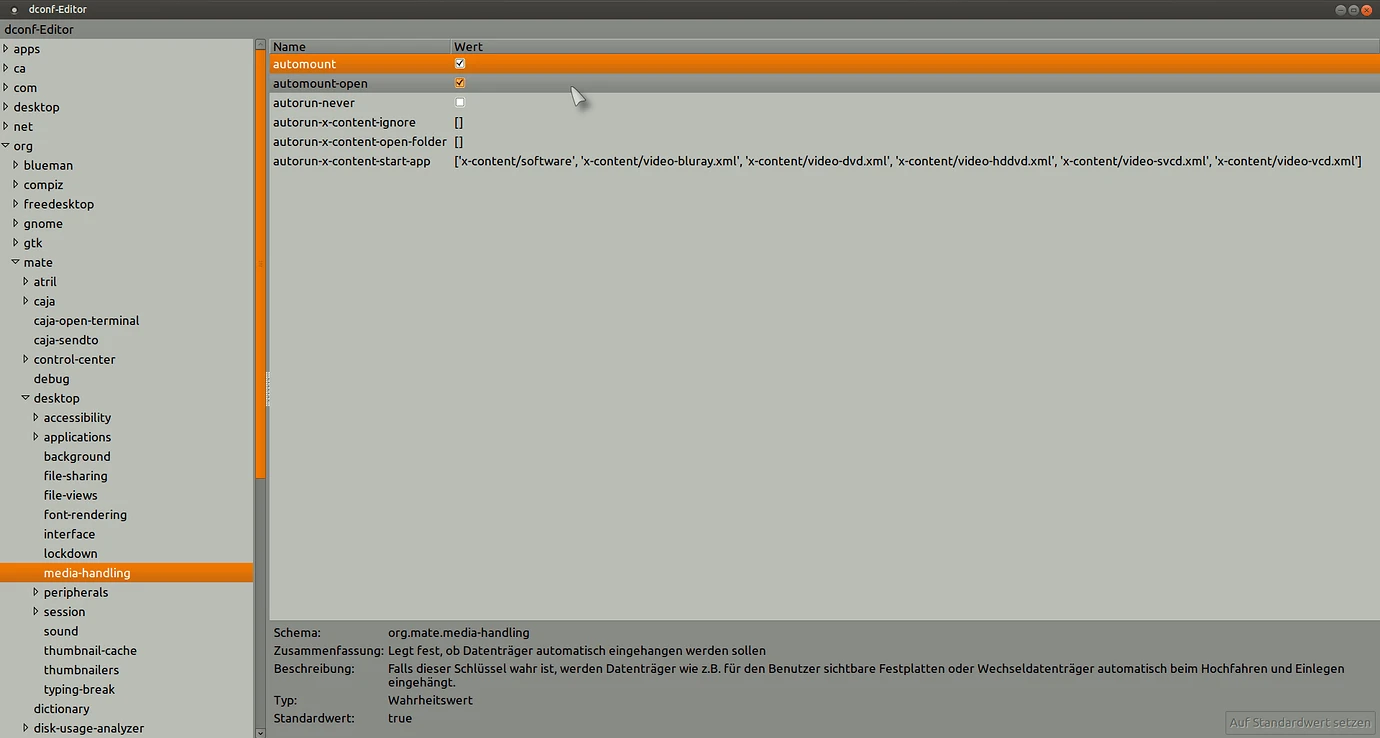 dconf-Editor
dconf-Editor
apps
ca
com
desktop
net
org
blueman
compiz
freedesktop
gnome
gtk
mate
atril
caja
caja-open-terminal
caja-sendto
control-center
debug
desktop
accessibility
applications
background
file-sharing
file-views
font-rendering
interface
lockdown
media-handling
peripherals
session
sound
thumbnail-cache
thumbnailers
typing-break
dictionary
disk-usage-analyzer
Name Wert
automount
automount-open
autorun-never
autorun-x-content-ignore []
autorun-x-content-open-folder []
autorun-x-content-start-app ['x-content/software', 'x-content/video-bluray.xml', 'x-content/video-dvd.xml', 'x-content/video-hddvd.xml', 'x-content/video-svcd.xml', 'x-content/video-vcd.xml']
Schema: org.mate.media-handling
Zusammenfassung: Legt fest, ob Datenträger automatisch eingehangen werden sollen
Beschreibung: Falls dieser Schlüssel wahr ist, werden Datenträger wie z.B. für den Benutzer sichtbare Festplatten oder Wechseldatenträger automatisch beim Hochfahren und Einlegen
eingehängt.
Typ: Wahrheitswert
Standardwert: true
Auf Standardwert setzen